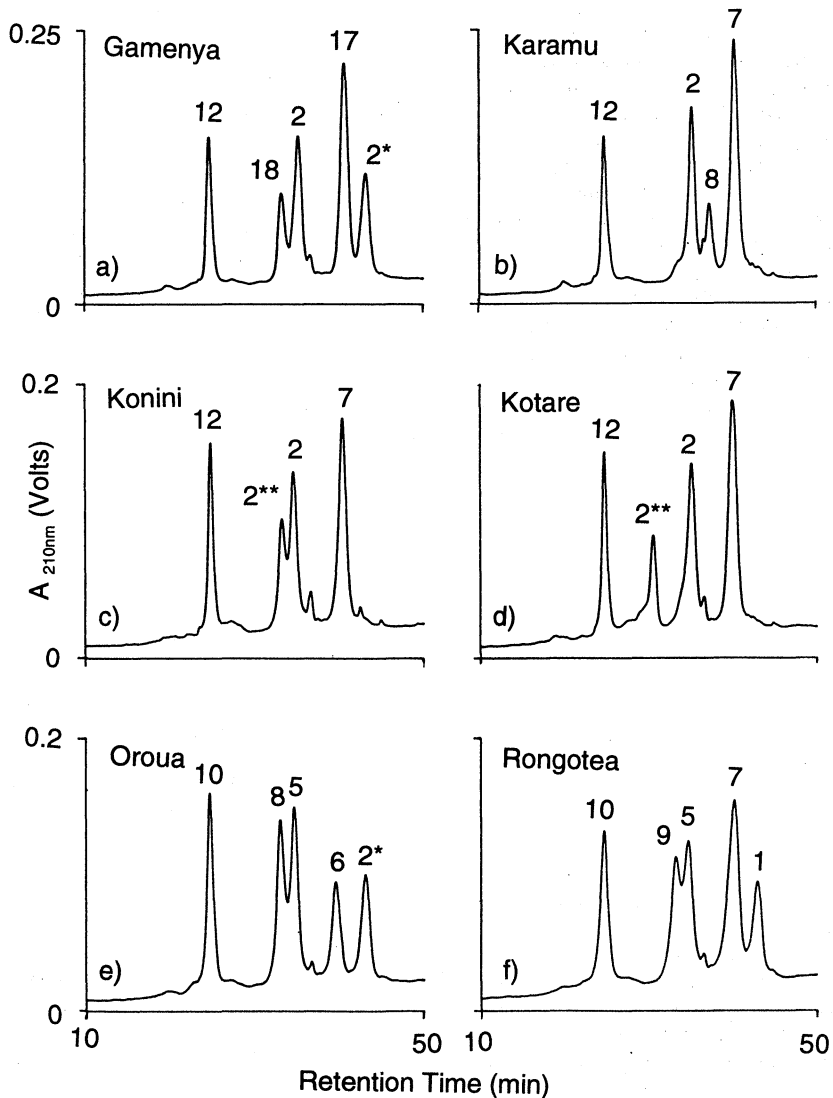 0.25
Gamenya
12
18
2
17
2*
a)
0
Karamu
12
2
8
7
b)
0.2
Konini
12
2**
2
7
c)
0
Kotare
12
2**
2
7
d)
A 210nm (Volts)
0.2
Oroua
10
8
5
6
2*
e)
0
10
50
Rongotea
10
9
5
7
1
f)
10
50
Retention Time (min)